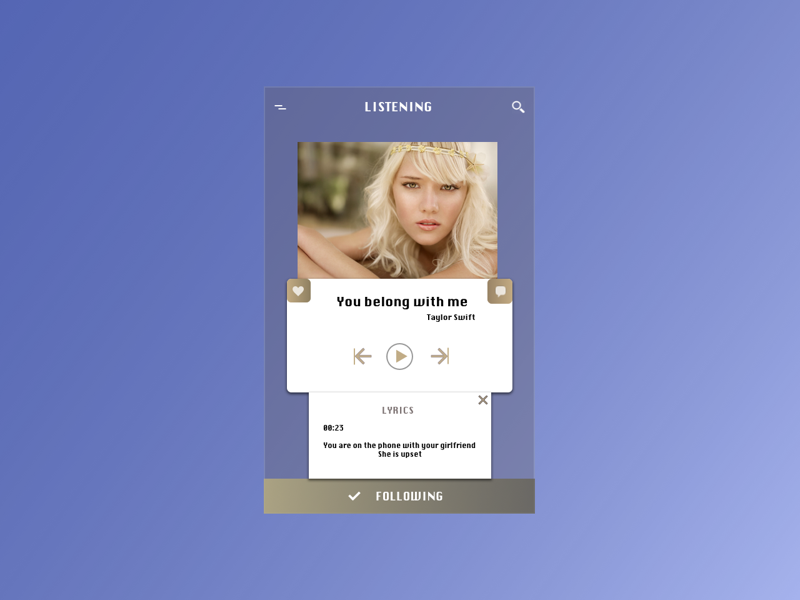 LISTENING
You belong with me
Taylor Swift
LYRICS
00:23
You are on the phone with your girlfriend
She is upset
FOLLOWING